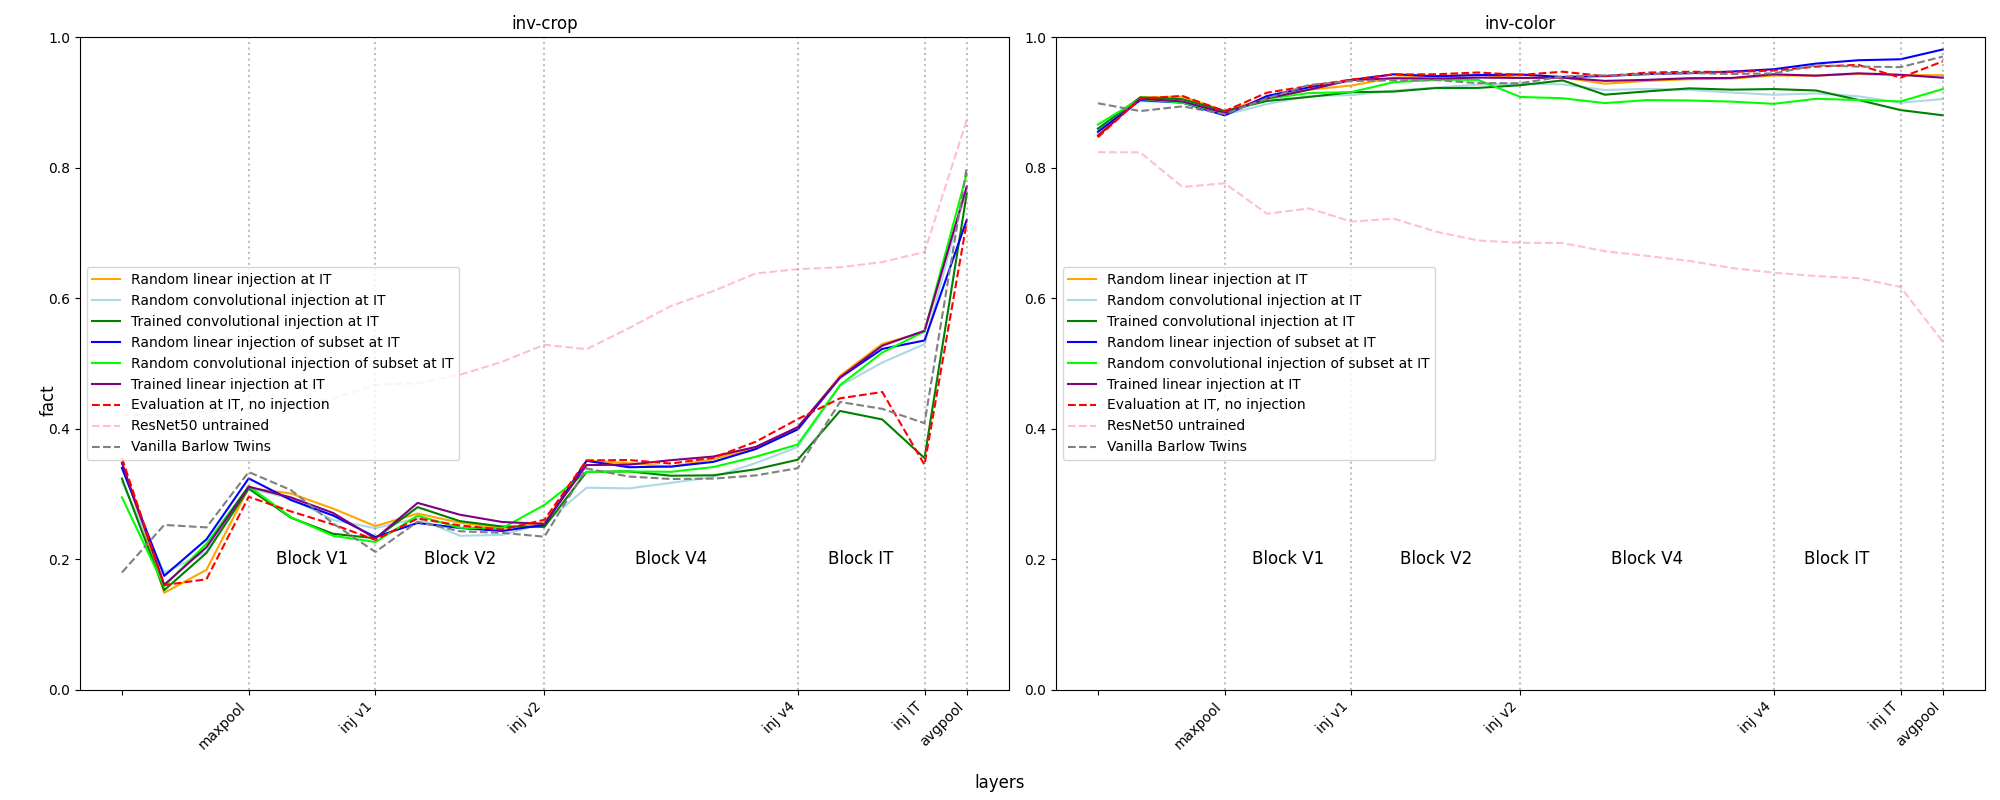 inv-crop
inv-color
fact
1.0
0.8
0.6
0.4
0.2
0.0
Random linear injection at IT
Random convolutional injection at IT
Trained convolutional injection at IT
Random linear injection of subset at IT
Random convolutional injection of subset at IT
Trained linear injection at IT
Evaluation at IT, no injection
ResNet50 untrained
Vanilla Barlow Twins
Block V1
Block V2
Block V4
Block IT
maxpool
inj v1
inj v2
inj v4
inj IT
avgpool
1.0
0.8
0.6
0.4
0.2
0.0
Random linear injection at IT
Random convolutional injection at IT
Trained convolutional injection at IT
Random linear injection of subset at IT
Random convolutional injection of subset at IT
Trained linear injection at IT
Evaluation at IT, no injection
ResNet50 untrained
Vanilla Barlow Twins
Block V1
Block V2
Block V4
Block IT
maxpool
inj v1
inj v2
inj v4
inj IT
avgpool
layers